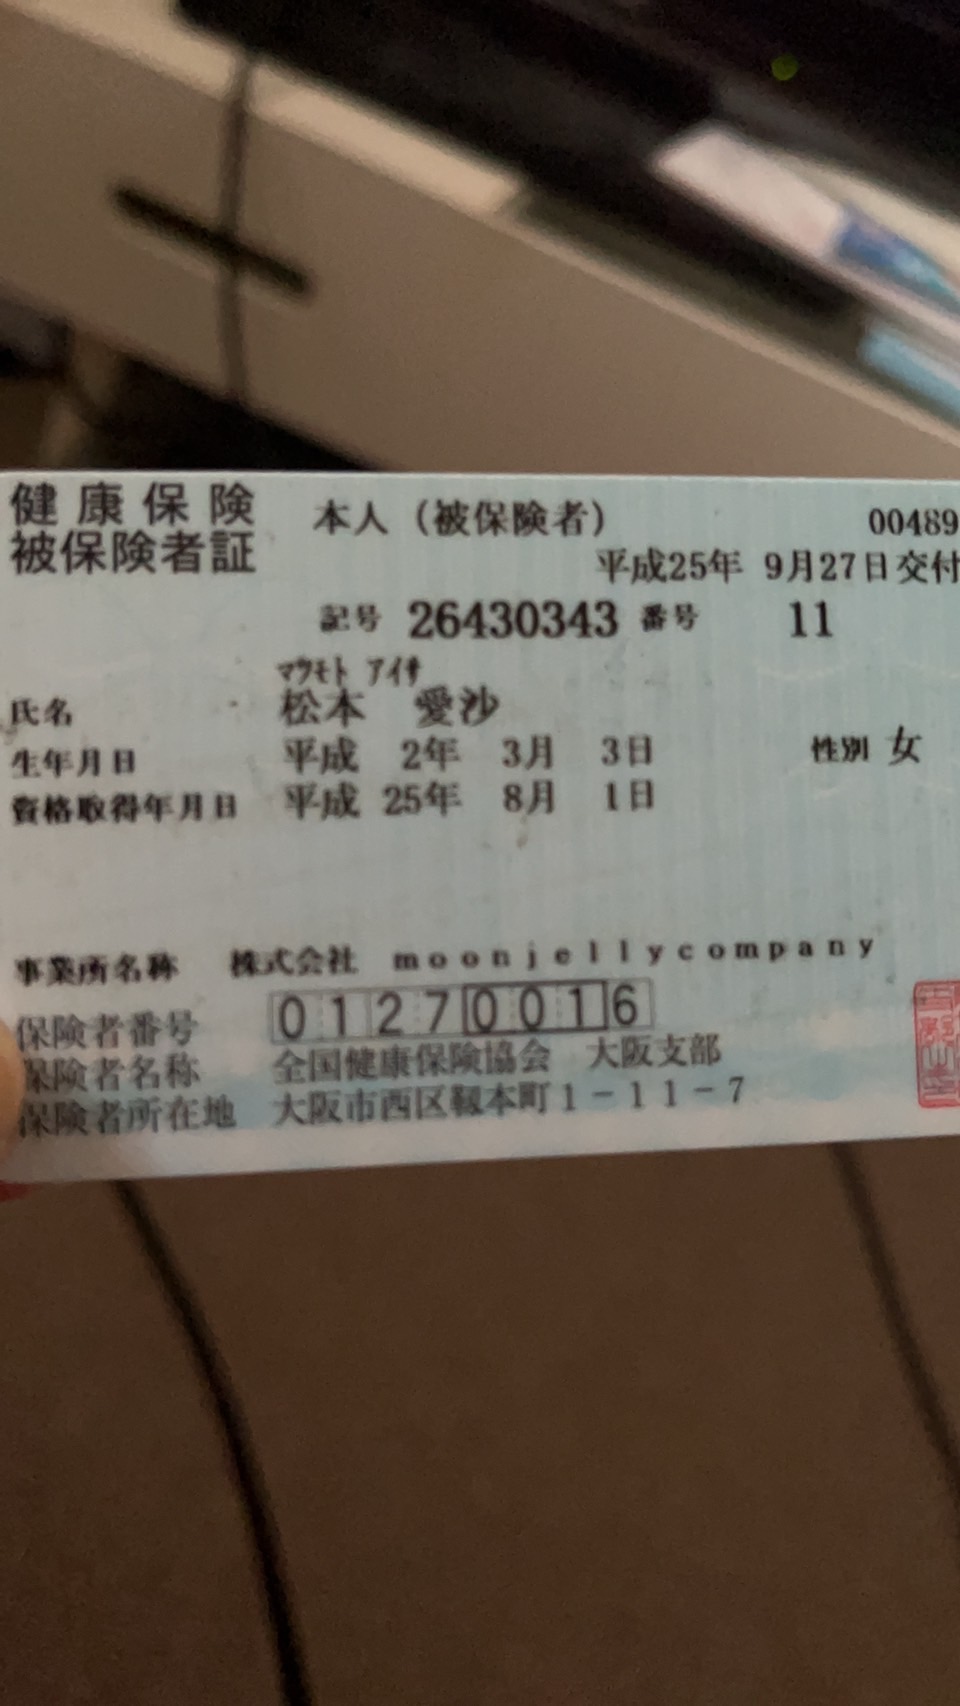 健康保険
被保険者証
本人（被保険者）
00489
平成25年 9月27日交付
記号 26430343 番号 11
マツモト アイサ
氏名 松本 愛沙
生年月日 平成 2年 3月 3日 性別 女
資格取得年月日 平成 25年 8月 1日
事業所名称 株式会社 moonjellycompany
保険者番号 01270016
保険者名称 全国健康保険協会 大阪支部
保険者所在地 大阪市西区靱本町1－11－7